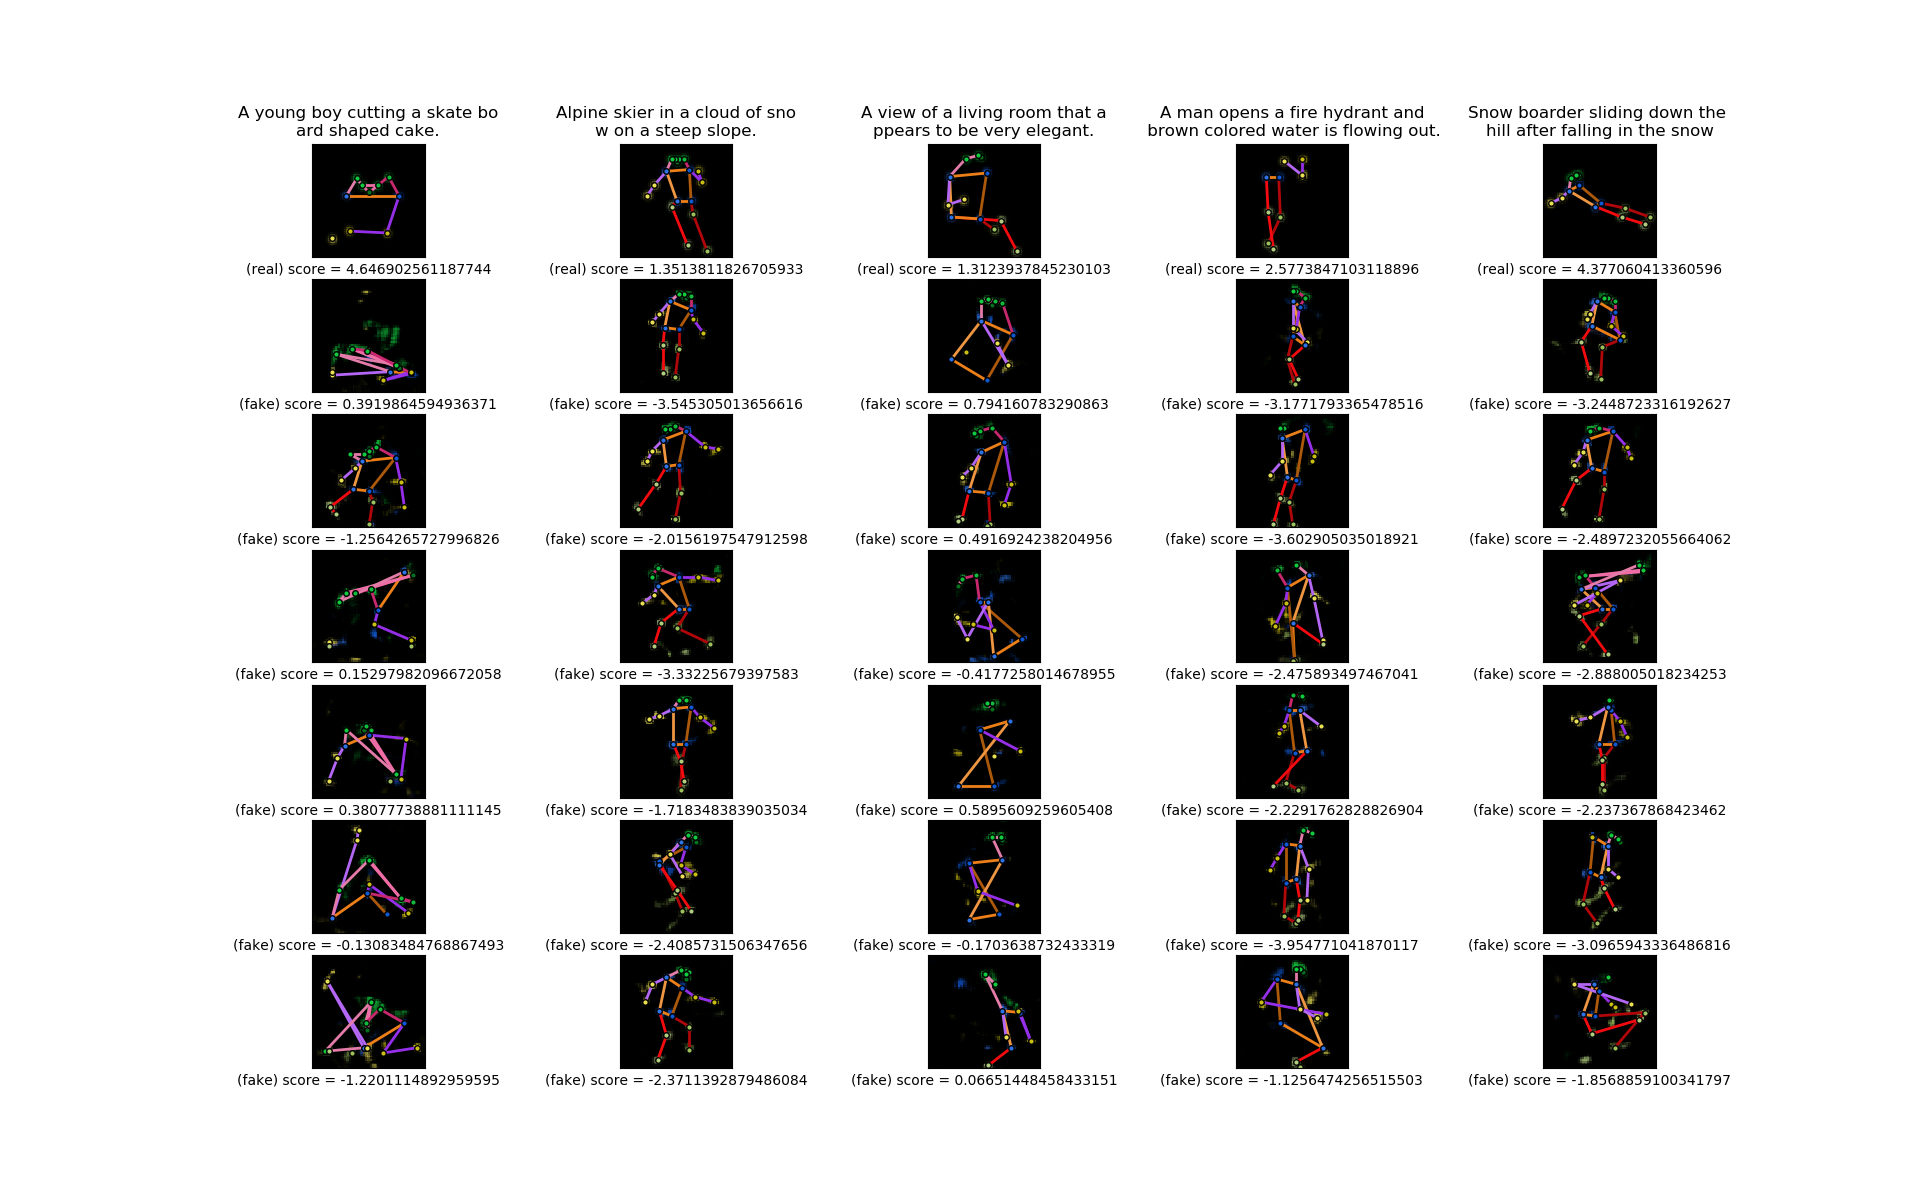 A young boy cutting a skate bo
ard shaped cake.
Alpine skier in a cloud of sno
w on a steep slope.
A view of a living room that a
ppears to be very elegant.
A man opens a fire hydrant and
brown colored water is flowing out.
Snow boarder sliding down the
hill after falling in the snow
(real) score = 4.646902561187744
(real) score = 1.3513811826705933
(real) score = 1.3123937845230103
(real) score = 2.5773847103118896
(real) score = 4.377060413360596
(fake) score = 0.3919864594936371
(fake) score = -3.545305013656616
(fake) score = 0.794160783290863
(fake) score = -3.1771793365478516
(fake) score = -3.2448723316192627
(fake) score = -1.2564265727996826
(fake) score = -2.0156197547912598
(fake) score = 0.4916924238204956
(fake) score = -3.602905035018921
(fake) score = -2.4897232055664062
(fake) score = 0.15297982096672058
(fake) score = -3.33225679397583
(fake) score = -0.4177258014678955
(fake) score = -2.475893497467041
(fake) score = -2.888005018234253
(fake) score = 0.38077738881111145
(fake) score = -1.7183483839035034
(fake) score = 0.5895609259605408
(fake) score = -2.2291762828826904
(fake) score = -2.237367868423462
(fake) score = -0.13083484768867493
(fake) score = -2.4085731506347656
(fake) score = -0.1703638732433319
(fake) score = -3.954771041870117
(fake) score = -3.0965943336486816
(fake) score = -1.2201114892959595
(fake) score = -2.3711392879486084
(fake) score = 0.06651448458433151
(fake) score = -1.1256474256515503
(fake) score = -1.8568859100341797